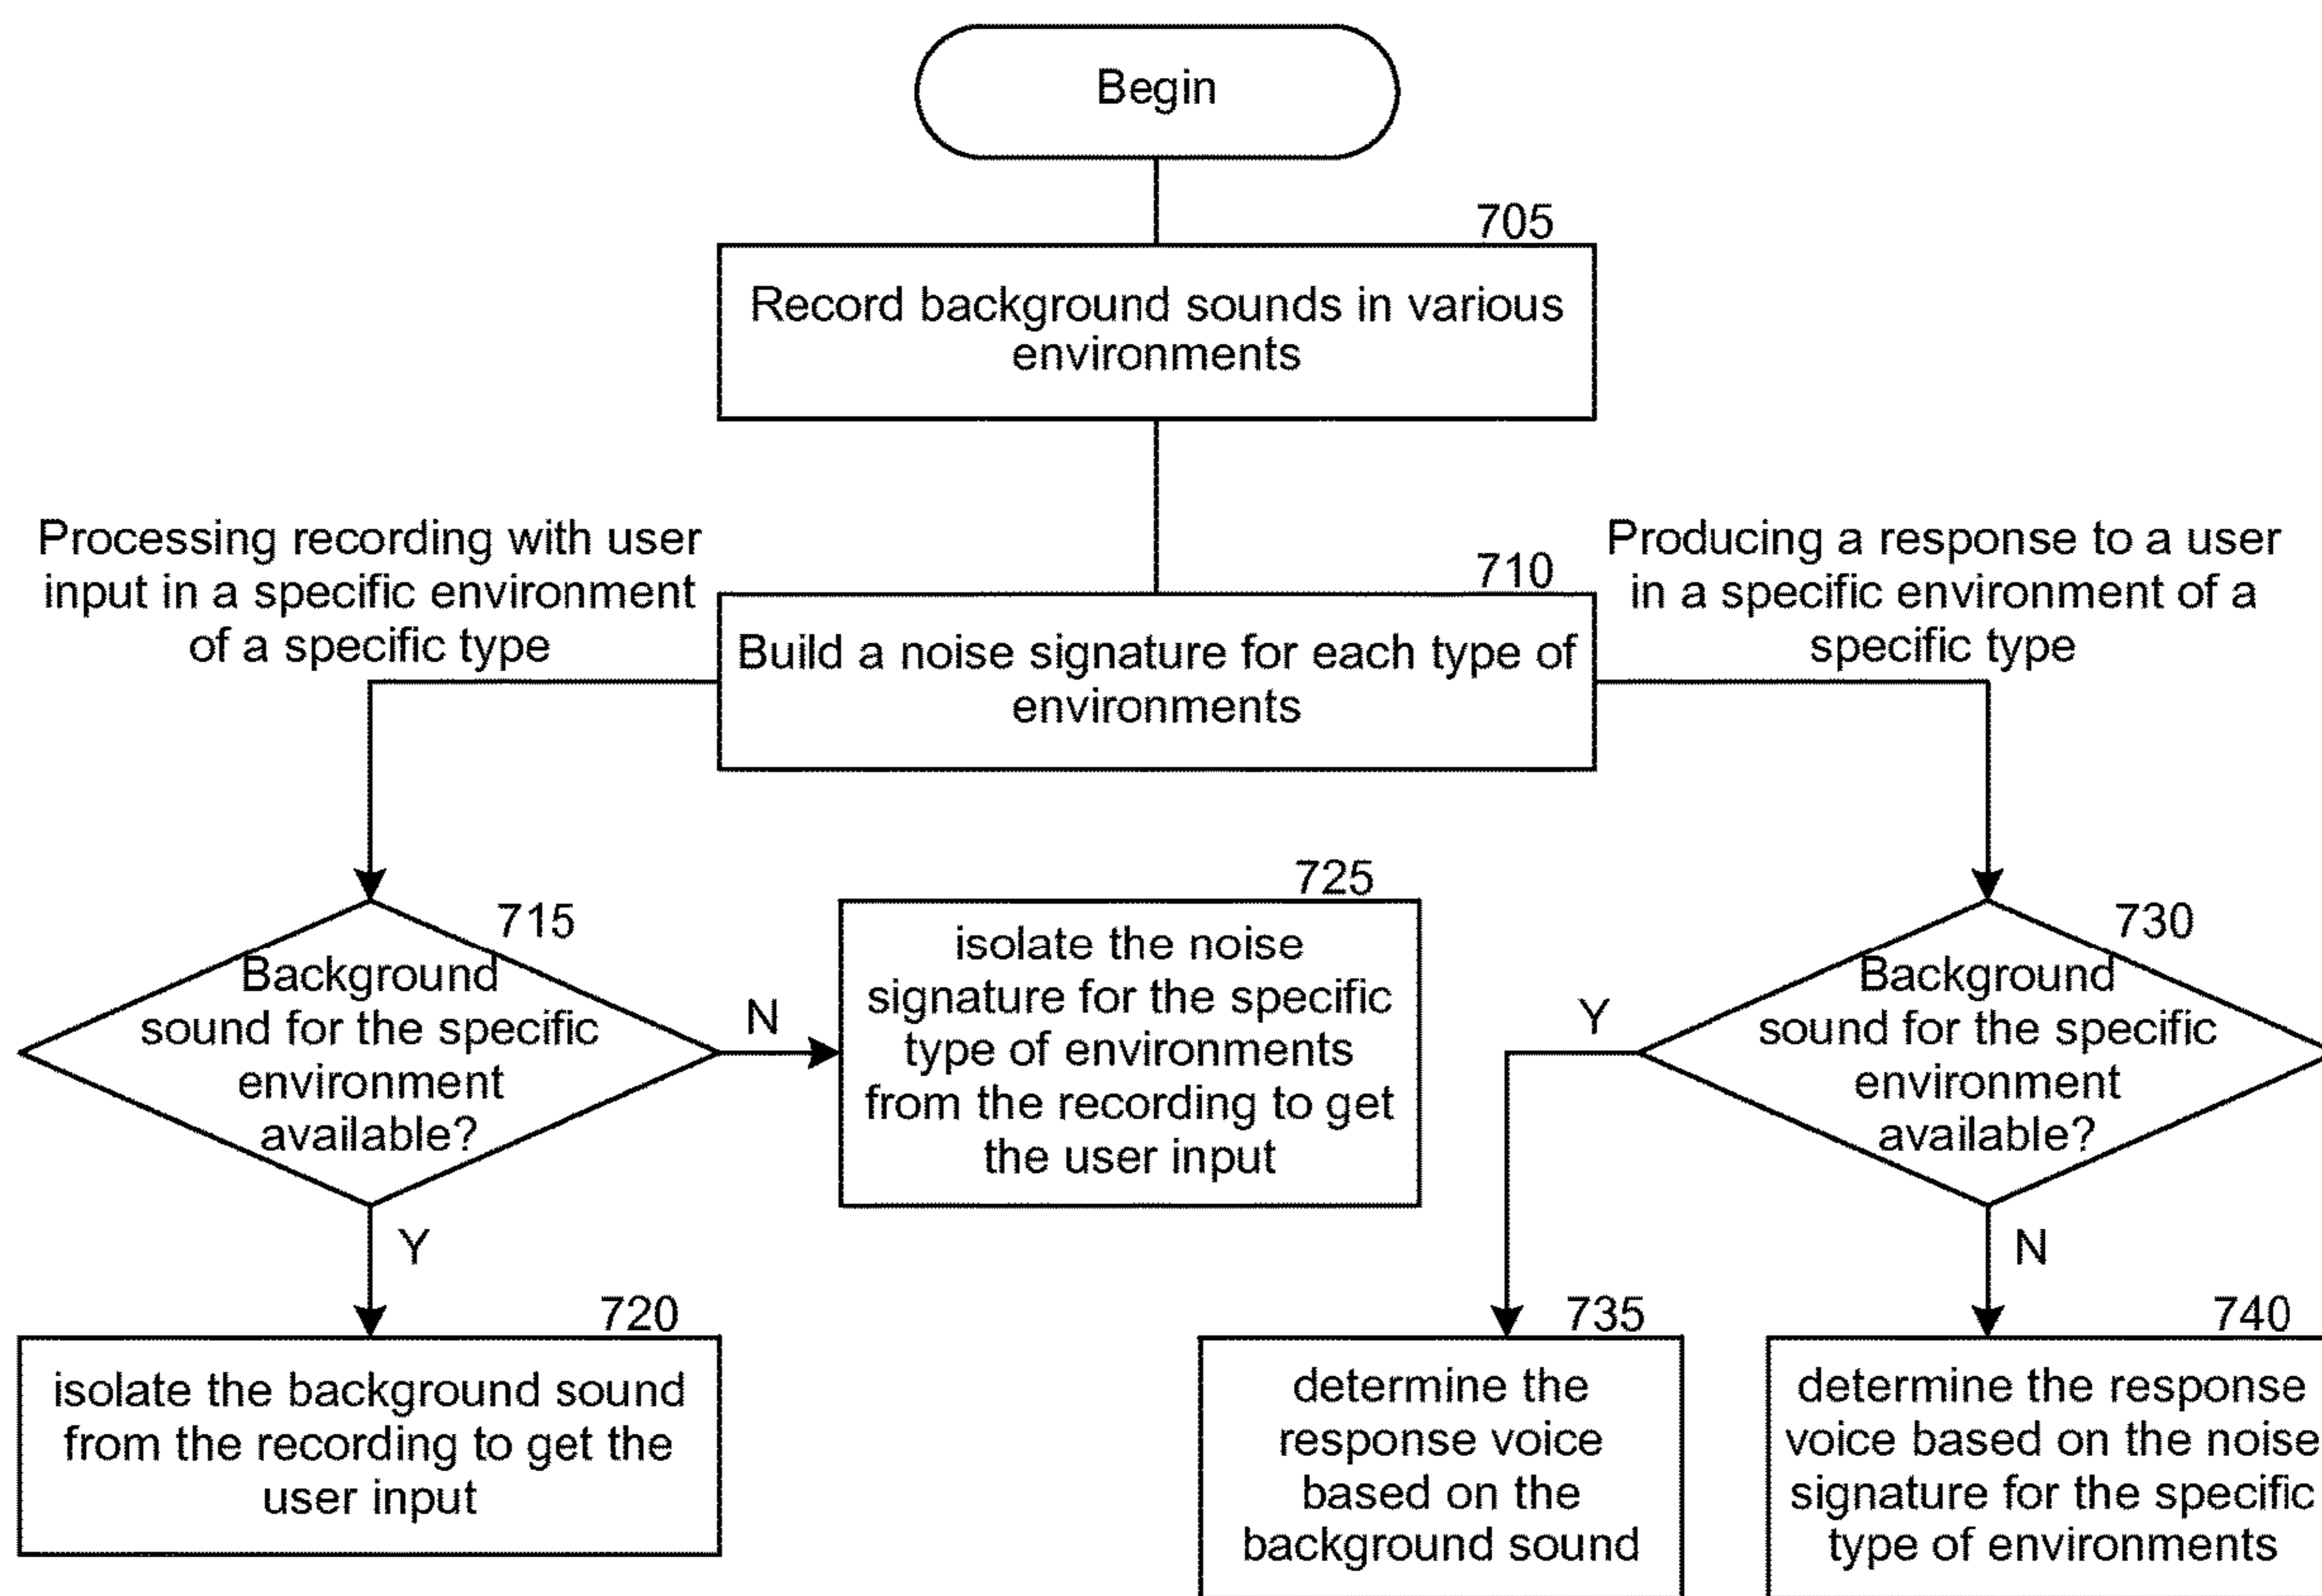 Begin
705
Record background sounds in various
environments
Processing recording with user
input in a specific environment
of a specific type
710
Build a noise signature for each type of
environments
Producing a response to a user
in a specific environment of a
specific type
715
Background
sound for the specific
environment
available?
N
Y
725
isolate the noise
signature for the specific
type of environments
from the recording to get
the user input
720
isolate the background sound
from the recording to get the
user input
730
Background
sound for the specific
environment
available?
Y
N
735
determine the
response voice
based on the
background sound
740
determine the response
voice based on the noise
signature for the specific
type of environments